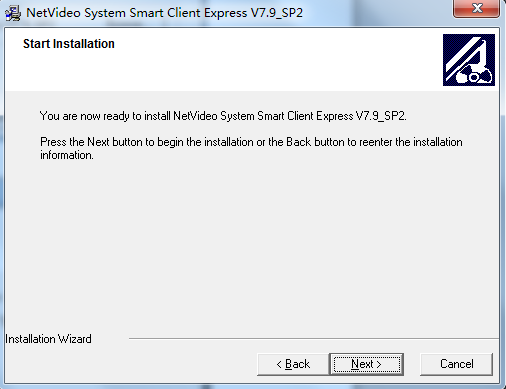 NetVideo System Smart Client Express V7.9_SP2
Start Installation
You are now ready to install NetVideo System Smart Client Express V7.9_SP2.
Press the Next button to begin the installation or the Back button to reenter the installation
information.
Installation Wizard
< Back
Next >
Cancel